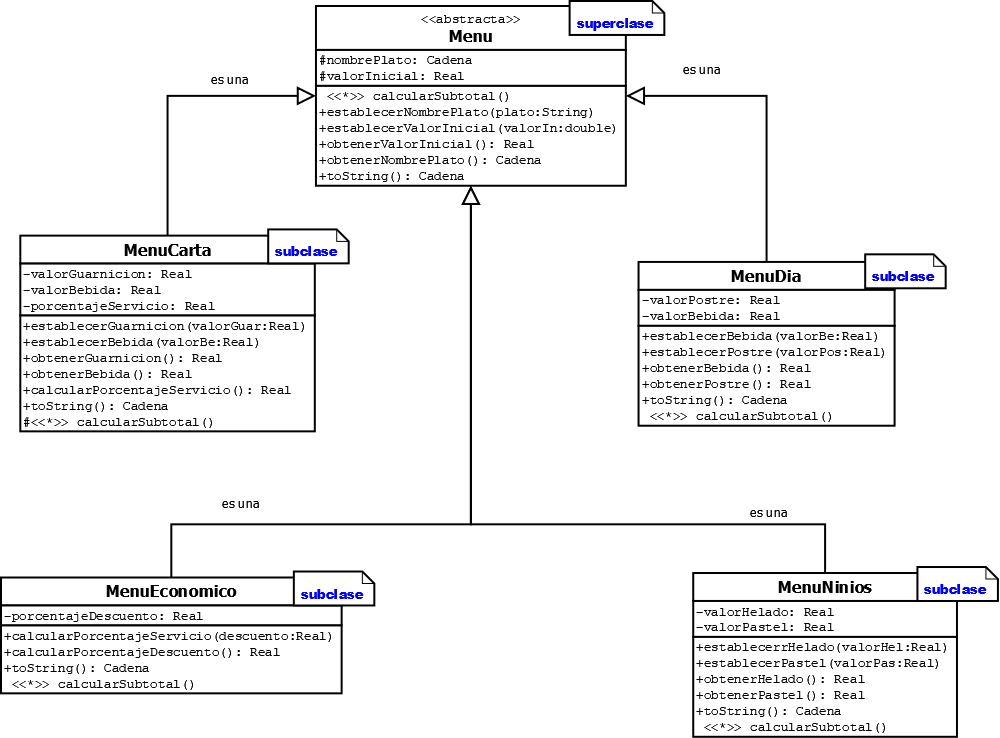 <<abstracta>>
Menu
superclase
#nombrePlato: Cadena
#valorInicial: Real
<<*>> calcularSubtotal()
+establecerNombrePlato(plato:String)
+establecerValorInicial(valorIn:double)
+obtenerValorInicial(): Real
+obtenerNombrePlato(): Cadena
+toString(): Cadena
es una
es una
MenuCarta
subclase
-valorGuarnicion: Real
-valorBebida: Real
-porcentajeServicio: Real
+establecerGuarnicion(valorGuar:Real)
+establecerBebida(valorBe:Real)
+obtenerGuarnicion(): Real
+obtenerBebida(): Real
+calcularPorcentajeServicio(): Real
+toString(): Cadena
#<<*>> calcularSubtotal()
MenuDia
subclase
-valorPostre: Real
-valorBebida: Real
+establecerBebida(valorBe:Real)
+establecerPostre(valorPos:Real)
+obtenerBebida(): Real
+obtenerPostre(): Real
+toString(): Cadena
<<*>> calcularSubtotal()
es una
es una
MenuEconomico
subclase
-porcentajeDescuento: Real
+calcularPorcentajeServicio(descuento:Real)
+calcularPorcentajeDescuento(): Real
+toString(): Cadena
<<*>> calcularSubtotal()
MenuNinios
subclase
-valorHelado: Real
-valorPastel: Real
+establecerrHelado(valorHel:Real)
+establecerPastel(valorPas:Real)
+obtenerHelado(): Real
+obtenerPastel(): Real
+toString(): Cadena
<<*>> calcularSubtotal()